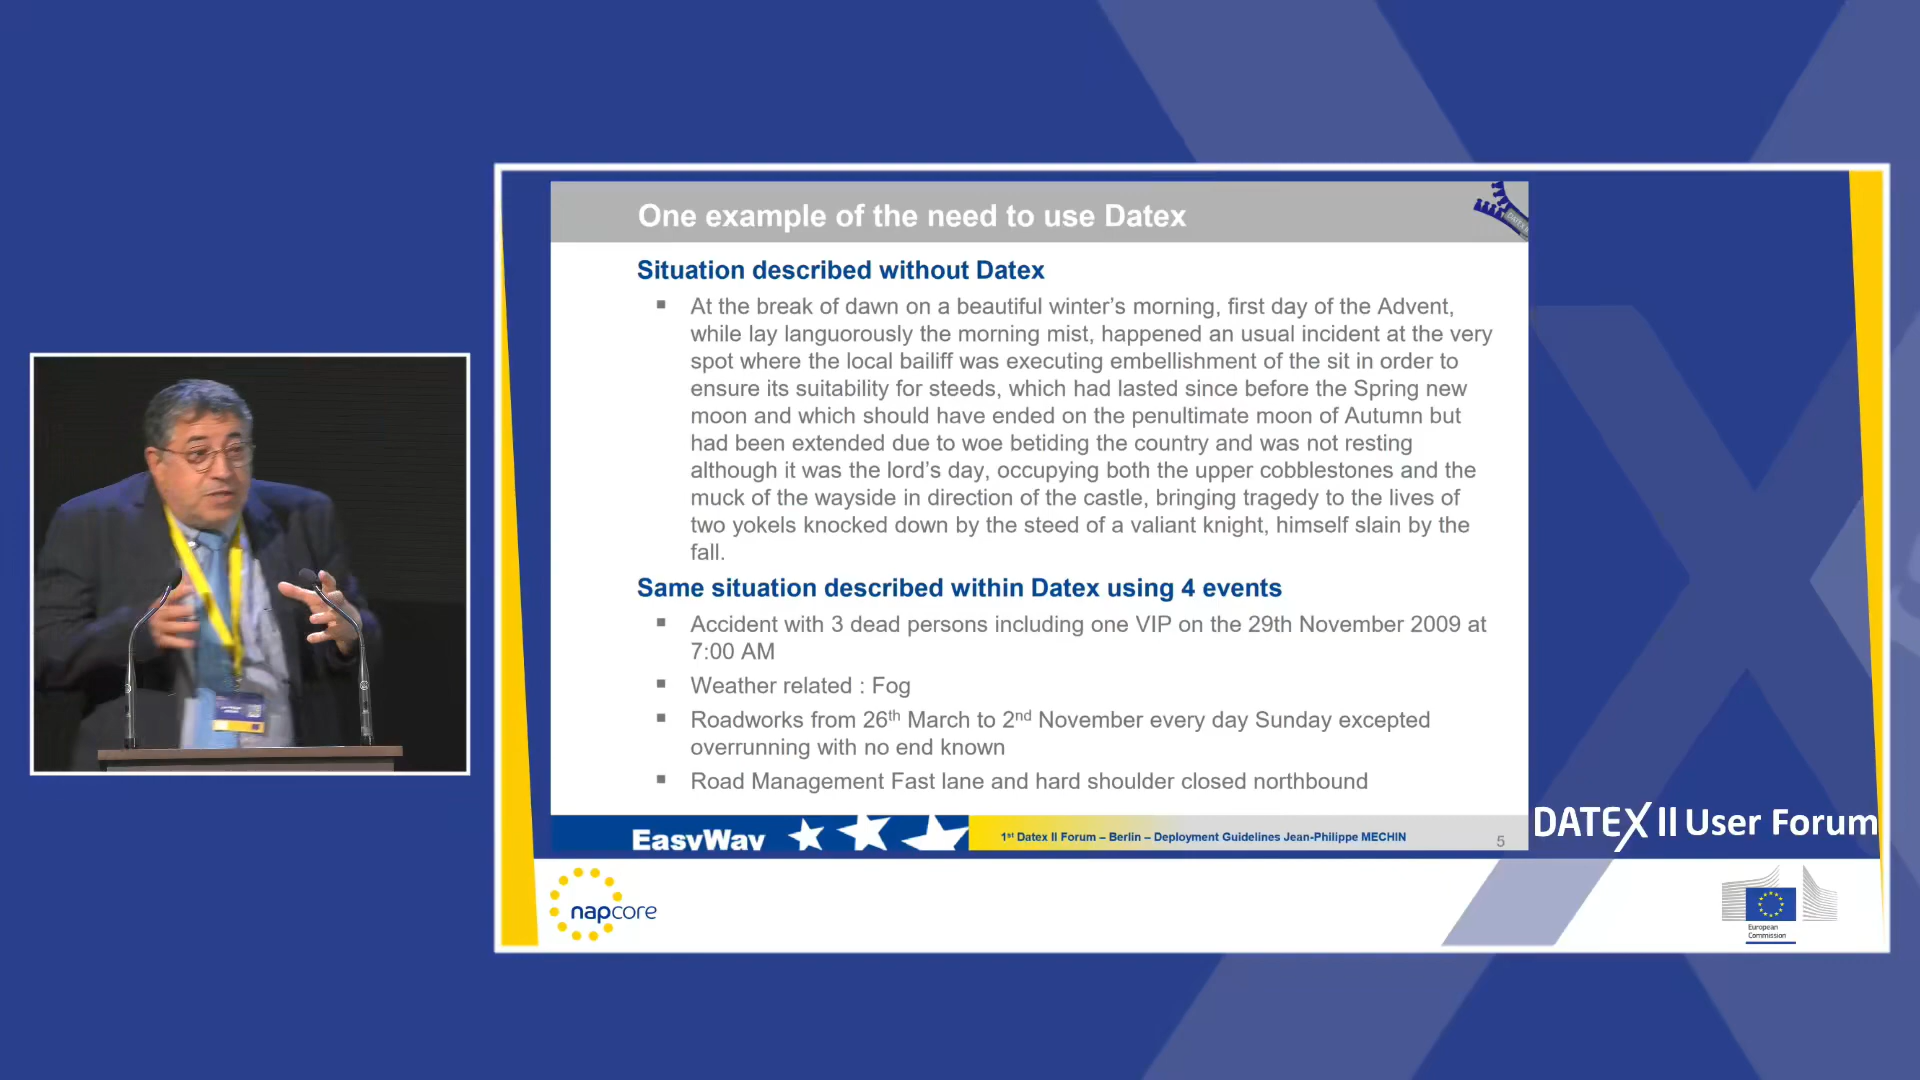 One example of the need to use Datex
Situation described without Datex
At the break of dawn on a beautiful winter’s morning, first day of the Advent,
while lay languorously the morning mist, happened an usual incident at the very
spot where the local bailiff was executing embellishment of the sit in order to
ensure its suitability for steeds, which had lasted since before the Spring new
moon and which should have ended on the penultimate moon of Autumn but
had been extended due to woe betiding the country and was not resting
although it was the lord’s day, occupying both the upper cobblestones and the
muck of the wayside in direction of the castle, bringing tragedy to the lives of
two yokels knocked down by the steed of a valiant knight, himself slain by the
fall.
Same situation described within Datex using 4 events
Accident with 3 dead persons including one VIP on the 29th November 2009 at
7:00 AM
Weather related : Fog
Roadworks from 26th March to 2nd November every day Sunday excepted
overrunning with no end known
Road Management Fast lane and hard shoulder closed northbound
EasyWay
1st Datex II Forum – Berlin – Deployment Guidelines Jean-Philippe MECHIN
5
DATEX II User Forum
napcore
European
Commission